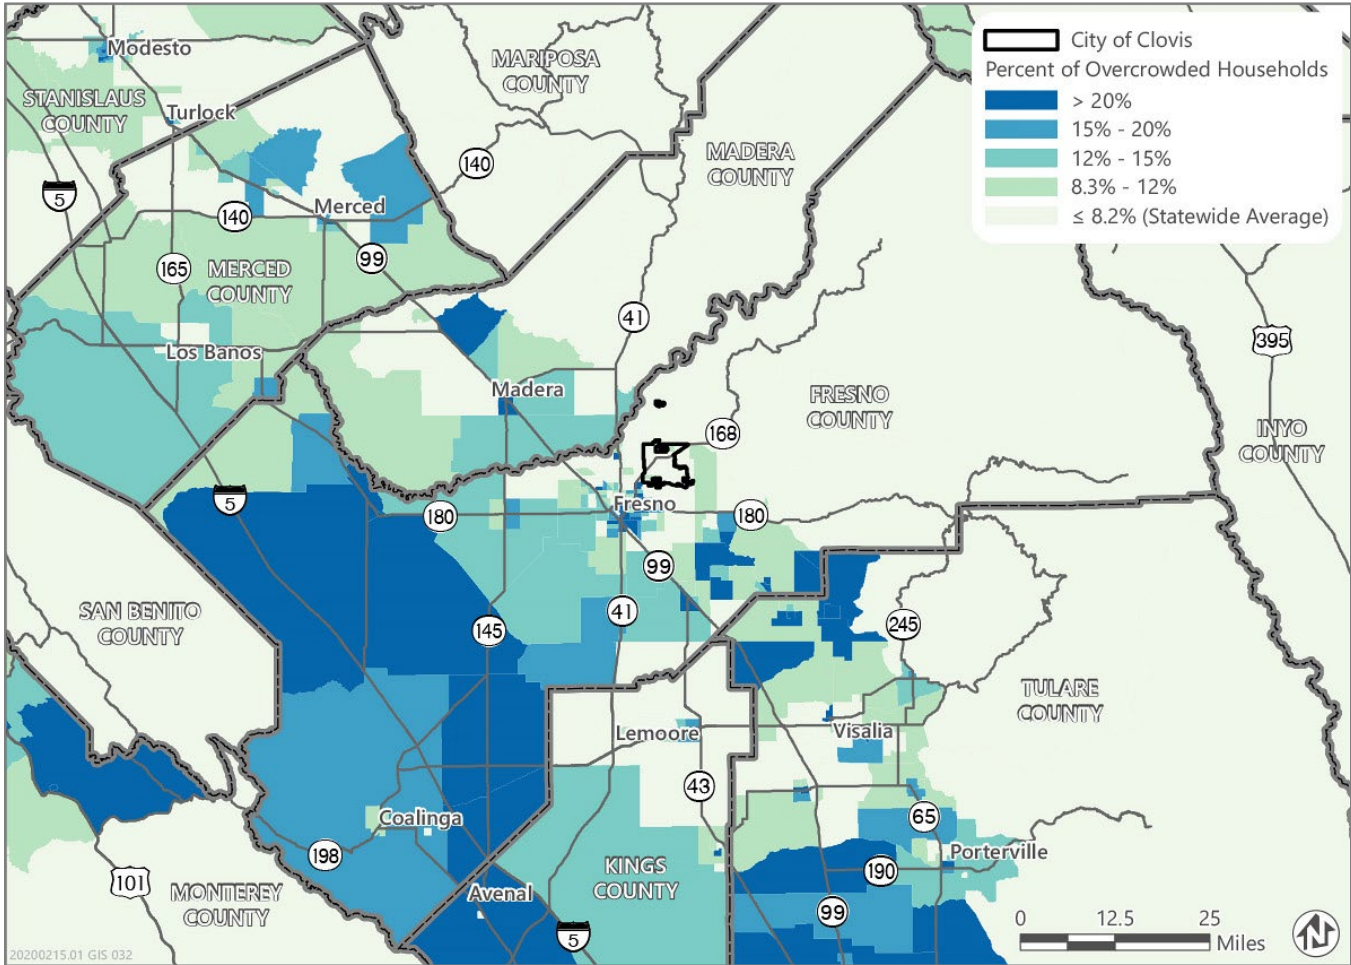 City of Clovis
Percent of Overcrowded Households
> 20%
15% - 20%
12% - 15%
8.3% - 12%
≤ 8.2% (Statewide Average)
Modesto
MARIPOSA
COUNTY
STANISLAUS
COUNTY
Turlock
MADERA
COUNTY
140
5
Merced
140
99
165
MERCED
COUNTY
41
395
Los Banos
Madera
FRESNO
COUNTY
168
INYO
COUNTY
5
180
Fresno
180
99
SAN BENITO
COUNTY
41
145
245
TULARE
COUNTY
Lemoore
Visalia
43
Coalinga
65
198
Porterville
KINGS
COUNTY
190
101
MONTEREY
COUNTY
Avenal
99
5
0 12.5 25
Miles
N
20200215.01 GIS 032